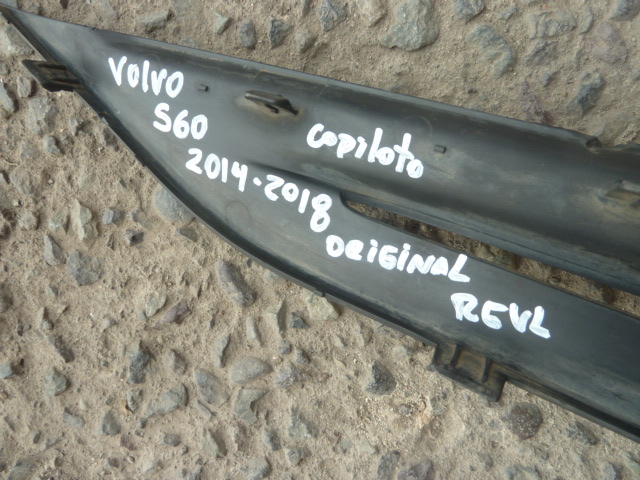 VOLVO
S60
2014-2018
copiloto
ORIGINAL
REVL